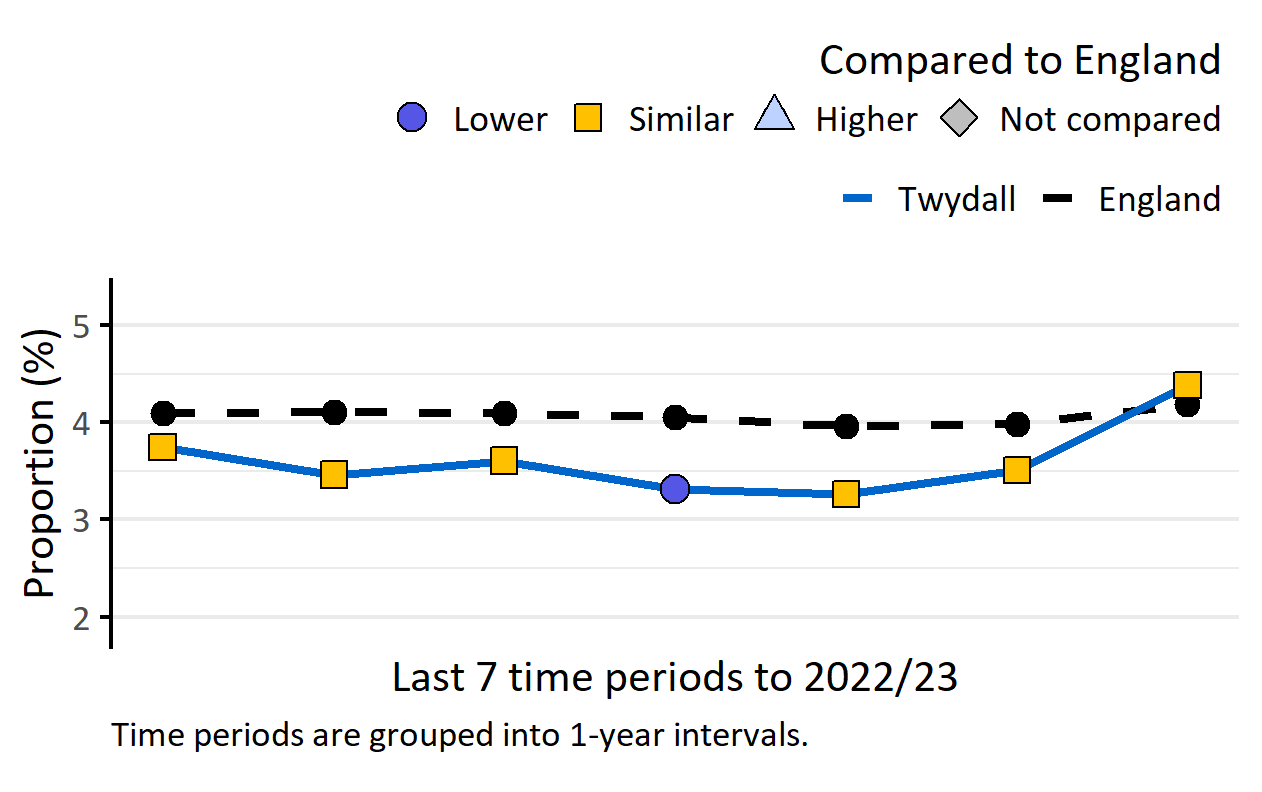 Compared to England
Lower Similar Higher Not compared
Twydall England
Proportion (%)
5
4
3
2
Last 7 time periods to 2022/23
Time periods are grouped into 1-year intervals.